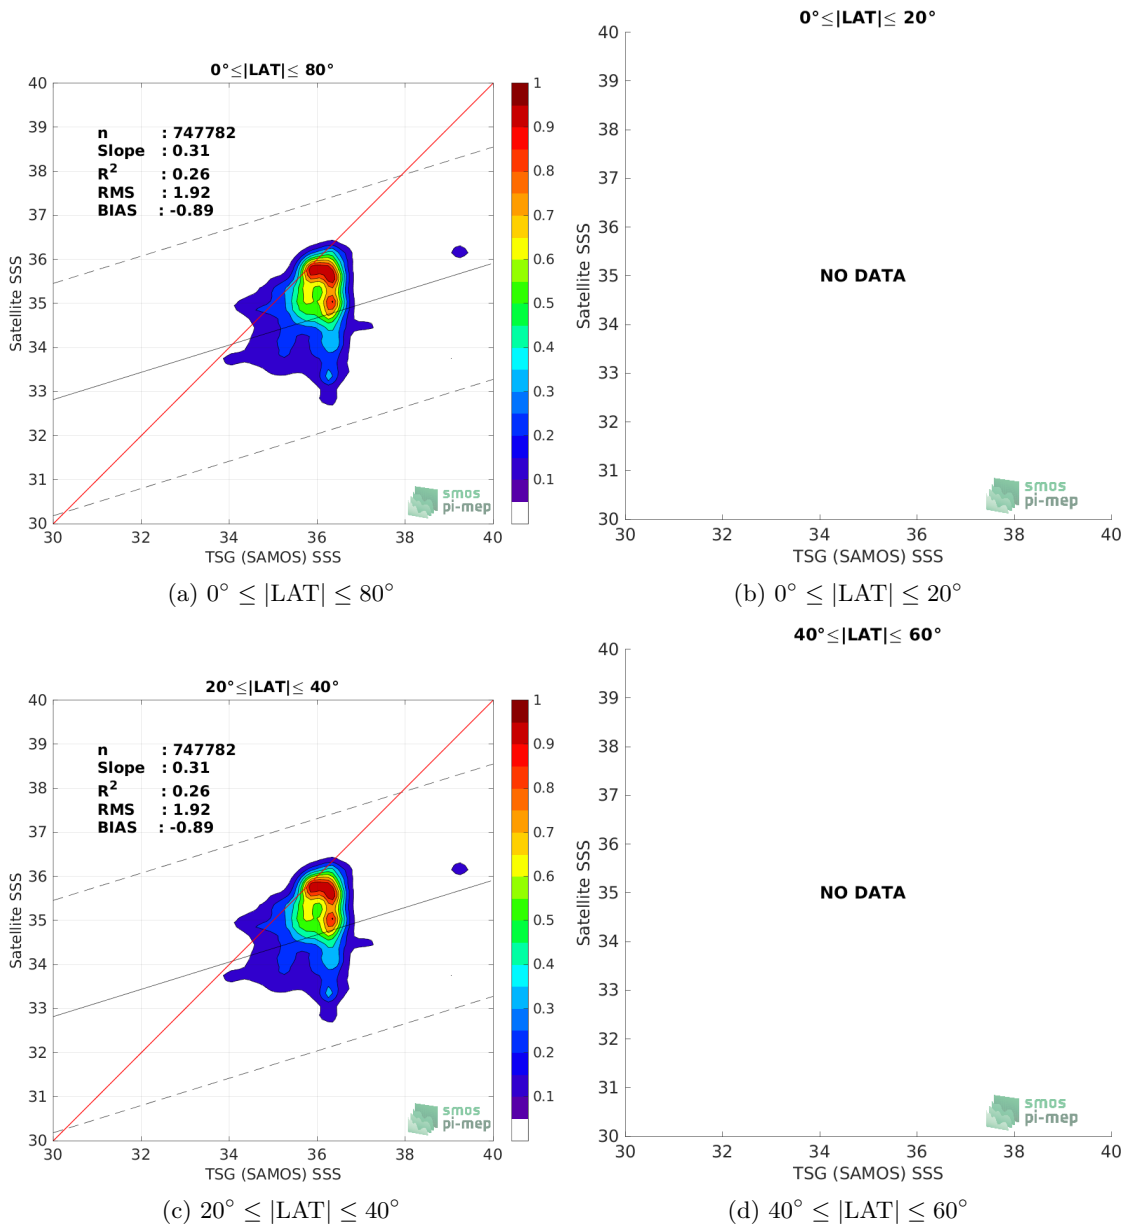 0°≤|LAT|≤ 80°
40
39
38
37
36
35
34
33
32
31
30
Satellite SSS
n : 747782
Slope : 0.31
R² : 0.26
RMS : 1.92
BIAS : -0.89
1
0.9
0.8
0.7
0.6
0.5
0.4
0.3
0.2
0.1
smos
pi-mep
30 32 34 36 38 40
TSG (SAMOS) SSS
(a) 0° ≤ |LAT| ≤ 80°
0°≤|LAT|≤ 20°
40
39
38
37
36
35
34
33
32
31
30
Satellite SSS
NO DATA
smos
pi-mep
30 32 34 36 38 40
TSG (SAMOS) SSS
(b) 0° ≤ |LAT| ≤ 20°
20°≤|LAT|≤ 40°
40
39
38
37
36
35
34
33
32
31
30
Satellite SSS
n : 747782
Slope : 0.31
R² : 0.26
RMS : 1.92
BIAS : -0.89
1
0.9
0.8
0.7
0.6
0.5
0.4
0.3
0.2
0.1
smos
pi-mep
30 32 34 36 38 40
TSG (SAMOS) SSS
(c) 20° ≤ |LAT| ≤ 40°
40°≤|LAT|≤ 60°
40
39
38
37
36
35
34
33
32
31
30
Satellite SSS
NO DATA
smos
pi-mep
30 32 34 36 38 40
TSG (SAMOS) SSS
(d) 40° ≤ |LAT| ≤ 60°